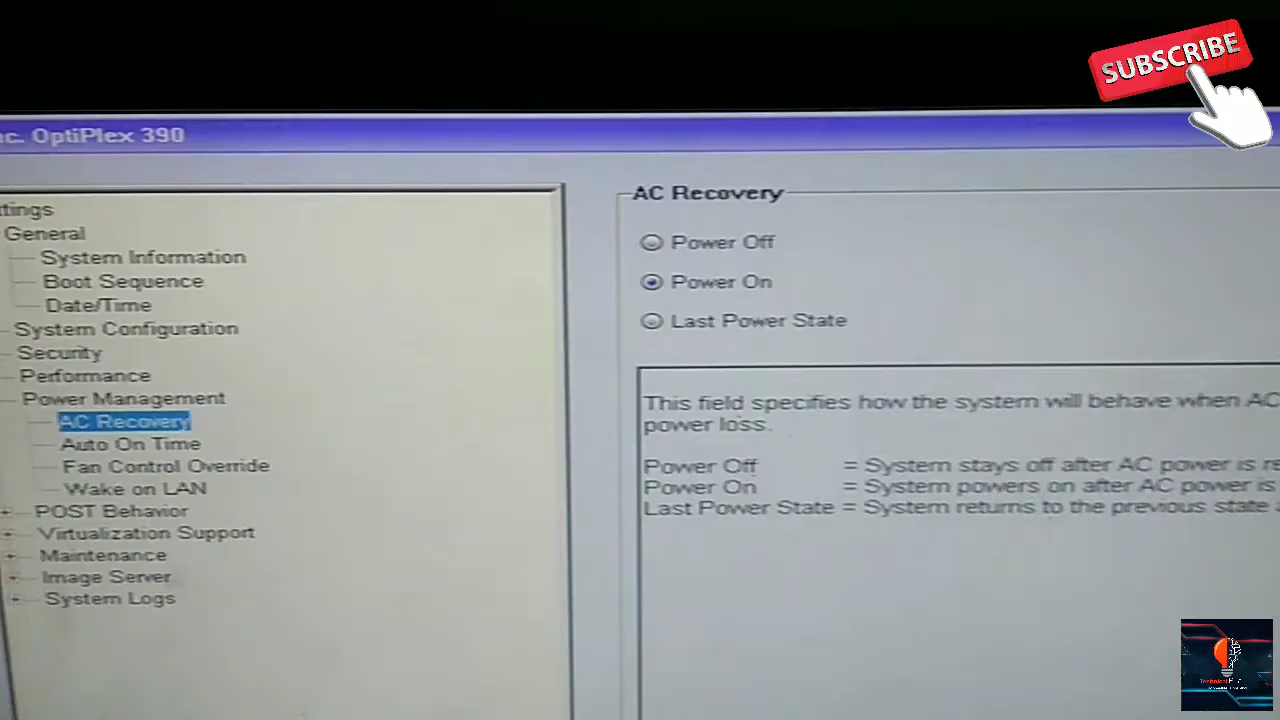 SUBSCRIBE
nc. OptiPlex 390
ttings
General
System Information
Boot Sequence
Date/Time
System Configuration
Security
Performance
Power Management
AC Recovery
Auto On Time
Fan Control Override
Wake on LAN
POST Behavior
Virtualization Support
Maintenance
Image Server
System Logs
AC Recovery
Power Off
Power On
Last Power State
This field specifies how the system will behave when AC
power loss.
Power Off = System stays off after AC power is re
Power On = System powers on after AC power is
Last Power State = System returns to the previous state